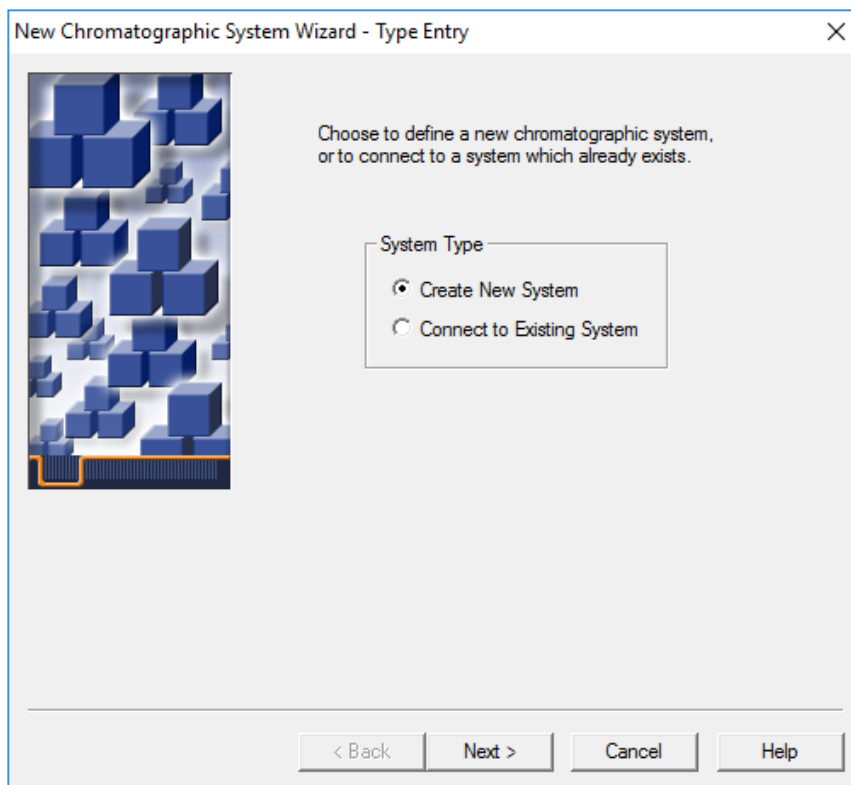 New Chromatographic System Wizard - Type Entry
Choose to define a new chromatographic system,
or to connect to a system which already exists.
System Type
Create New System
Connect to Existing System
< Back
Next >
Cancel
Help